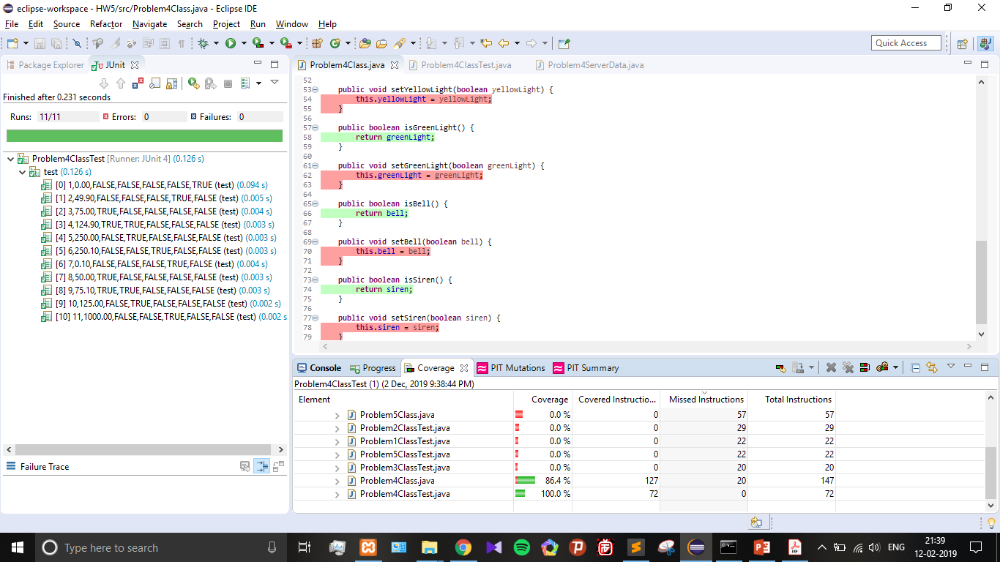 eclipse-workspace - HW5/src/Problem4Class.java - Eclipse IDE
File Edit Source Refactor Navigate Search Project Run Window Help
Quick Access
Package Explorer JUnit
Finished after 0.231 seconds
Runs: 11/11 Errors: 0 Failures: 0
Problem4ClassTest [Runner: JUnit 4] (0.126 s)
test (0.126 s)
[0] 1,0.00,FALSE,FALSE,FALSE,FALSE,TRUE (test) (0.094 s)
[1] 2,49.90,FALSE,FALSE,FALSE,TRUE,FALSE (test) (0.005 s)
[2] 3,75.00,TRUE,FALSE,FALSE,FALSE,FALSE (test) (0.004 s)
[3] 4,124.90,TRUE,TRUE,FALSE,FALSE,FALSE (test) (0.003 s)
[4] 5,250.00,FALSE,TRUE,FALSE,FALSE,FALSE (test) (0.003 s)
[5] 6,250.10,FALSE,TRUE,FALSE,FALSE,FALSE (test) (0.003 s)
[6] 7,0.10,FALSE,FALSE,FALSE,TRUE,FALSE (test) (0.004 s)
[7] 8,50.00,TRUE,FALSE,FALSE,FALSE,FALSE (test) (0.003 s)
[8] 9,75.10,TRUE,TRUE,FALSE,FALSE,FALSE (test) (0.003 s)
[9] 10,125.00,FALSE,TRUE,FALSE,FALSE,FALSE (test) (0.002 s)
[10] 11,1000.00,FALSE,FALSE,TRUE,FALSE,FALSE (test) (0.002 s
Failure Trace
Problem4Class.java Problem4ClassTest.java Problem4ServerData.java
52
53 public void setYellowLight(boolean yellowLight) {
54 this.yellowLight = yellowLight;
55 }
56
57 public boolean isGreenLight() {
58 return greenLight;
59 }
60
61 public void setGreenLight(boolean greenLight) {
62 this.greenLight = greenLight;
63 }
64
65 public boolean isBell() {
66 return bell;
67 }
68
69 public void setBell(boolean bell) {
70 this.bell = bell;
71 }
72
73 public boolean isSiren() {
74 return siren;
75 }
76
77 public void setSiren(boolean siren) {
78 this.siren = siren;
79 }
Console Progress Coverage PIT Mutations PIT Summary
Problem4ClassTest (1) (2 Dec, 2019 9:38:44 PM)
Element Coverage Covered Instructio... Missed Instructions Total Instructions
Problem5Class.java 0.0 % 0 57 57
Problem2ClassTest.java 0.0 % 0 29 29
Problem1ClassTest.java 0.0 % 0 22 22
Problem5ClassTest.java 0.0 % 0 22 22
Problem3ClassTest.java 0.0 % 0 20 20
Problem4Class.java 86.4 % 127 20 147
Problem4ClassTest.java 100.0 % 72 0 72
Type here to search
ENG
21:39
12-02-2019